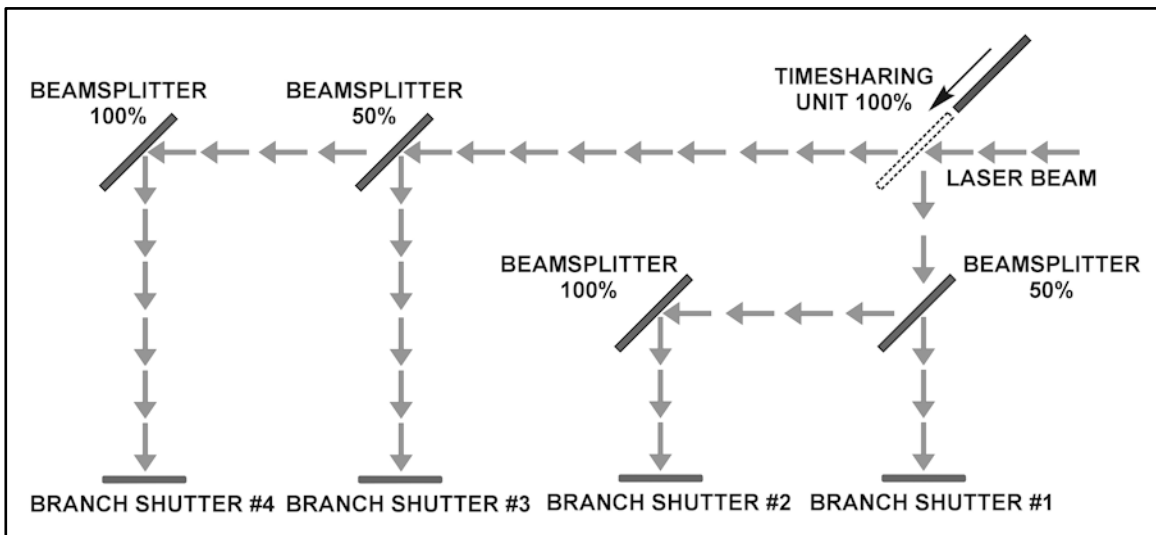 BEAMSPLITTER
100%
BEAMSPLITTER
50%
TIMESHARING
UNIT 100%
LASER BEAM
BEAMSPLITTER
100%
BEAMSPLITTER
50%
BRANCH SHUTTER #4
BRANCH SHUTTER #3
BRANCH SHUTTER #2
BRANCH SHUTTER #1